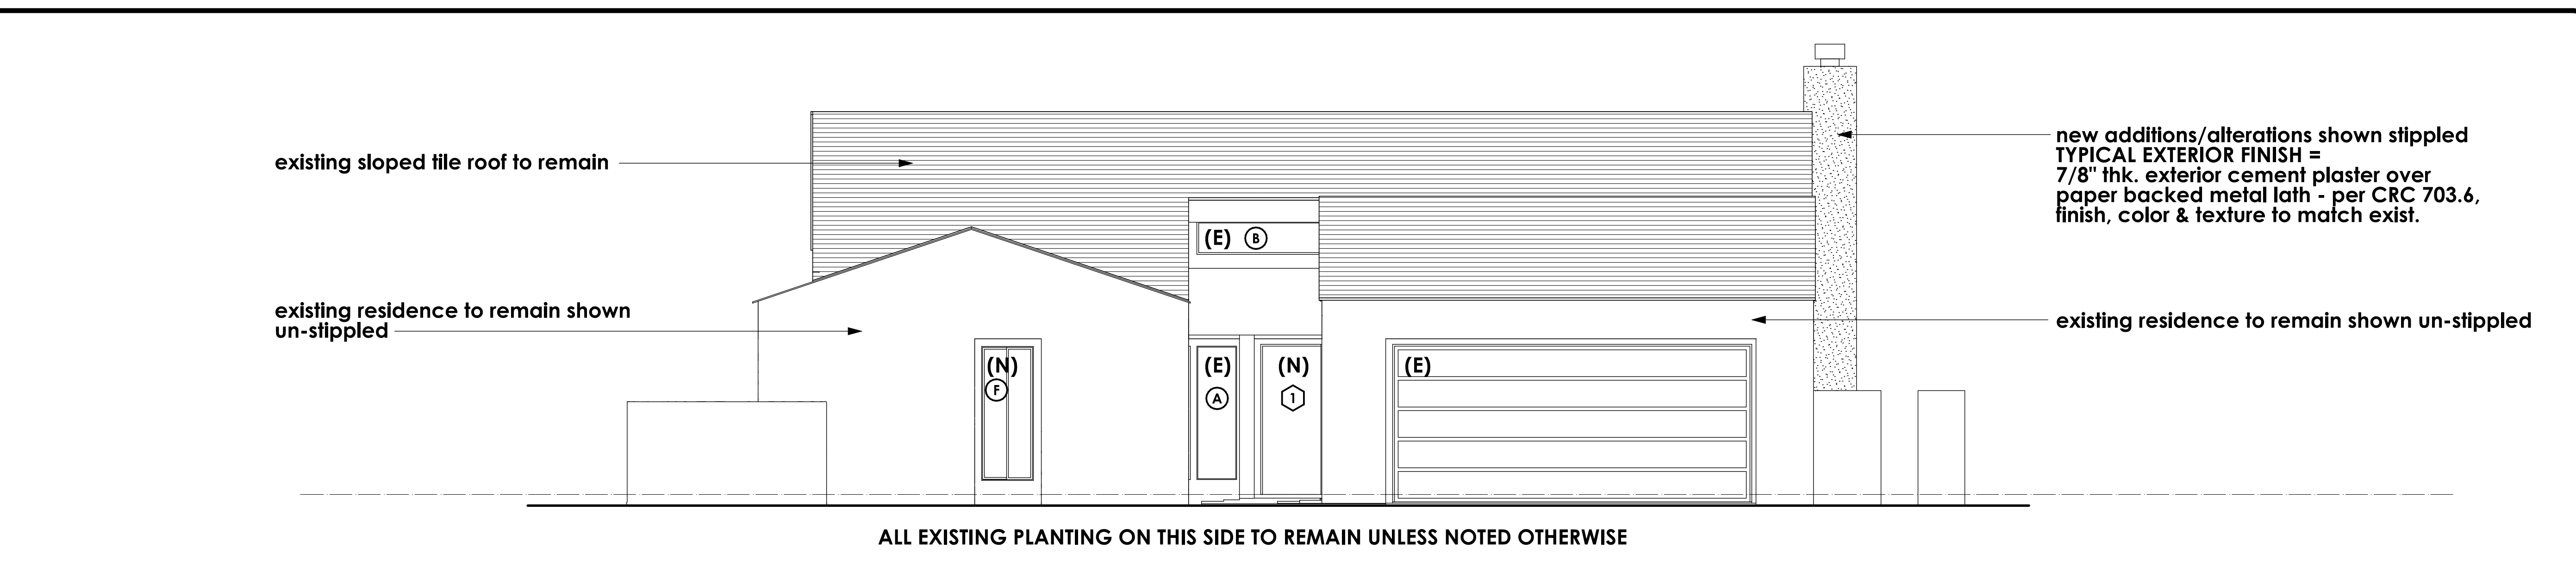 new additions/alterations shown stippled
TYPICAL EXTERIOR FINISH =
7/8" thk. exterior cement plaster over
paper backed metal lath - per CRC 703.6,
finish, color & texture to match exist.
existing sloped tile roof to remain
(E) B
existing residence to remain shown
un-stippled
existing residence to remain shown un-stippled
(N)
F
(E)
A
(N)
1
(E)
ALL EXISTING PLANTING ON THIS SIDE TO REMAIN UNLESS NOTED OTHERWISE